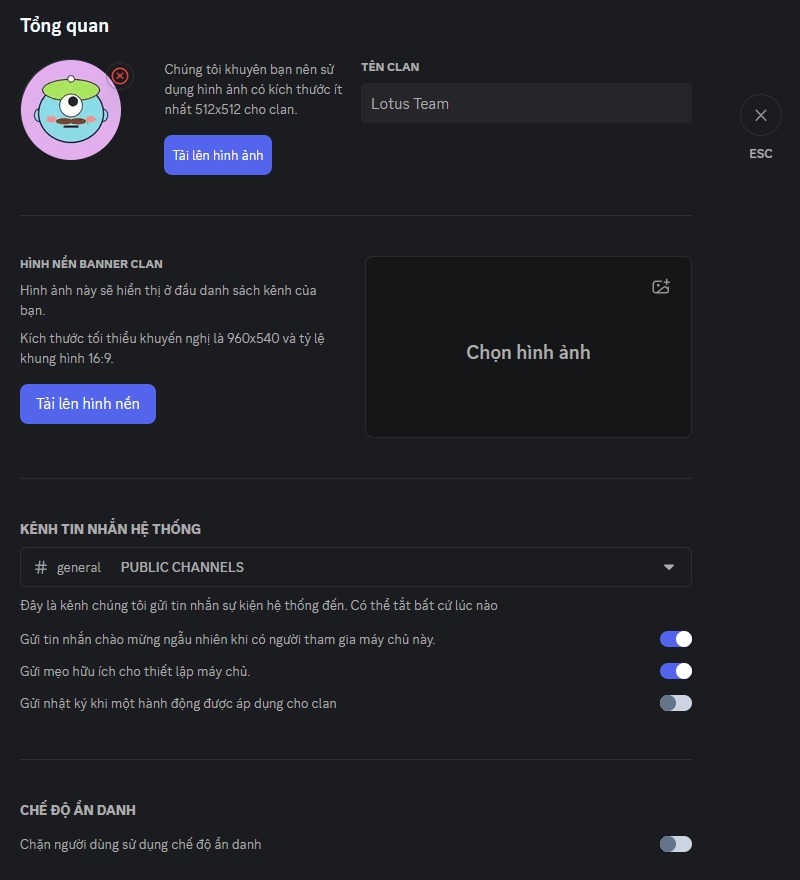 Tổng quan
Chúng tôi khuyên bạn nên sử
dụng hình ảnh có kích thước ít
nhất 512x512 cho clan.
Tải lên hình ảnh
TÊN CLAN
Lotus Team
ESC
HÌNH NỀN BANNER CLAN
Hình ảnh này sẽ hiển thị ở đầu danh sách kênh của
bạn.
Kích thước tối thiểu khuyến nghị là 960x540 và tỷ lệ
khung hình 16:9.
Tải lên hình nền
Chọn hình ảnh
KÊNH TIN NHẮN HỆ THỐNG
# general PUBLIC CHANNELS
Đây là kênh chúng tôi gửi tin nhắn sự kiện hệ thống đến. Có thể tắt bất cứ lúc nào
Gửi tin nhắn chào mừng ngẫu nhiên khi có người tham gia máy chủ này.
Gửi mẹo hữu ích cho thiết lập máy chủ.
Gửi nhật ký khi một hành động được áp dụng cho clan
CHẾ ĐỘ ẨN DANH
Chặn người dùng sử dụng chế độ ẩn danh